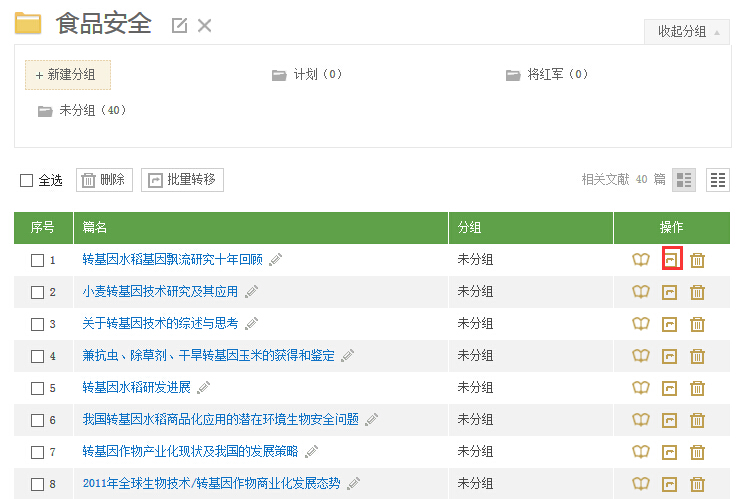 食品安全
收起分组
+ 新建分组 计划（0） 将红军（0）
未分组（40）
全选 删除 批量转移 相关文献 40 篇
序号 篇名 分组 操作
1 转基因水稻基因飘流研究十年回顾 未分组
2 小麦转基因技术研究及其应用 未分组
3 关于转基因技术的综述与思考 未分组
4 兼抗虫、除草剂、干旱转基因玉米的获得和鉴定 未分组
5 转基因水稻研发进展 未分组
6 我国转基因水稻商品化应用的潜在环境生物安全问题 未分组
7 转基因作物产业化现状及我国的发展策略 未分组
8 2011年全球生物技术/转基因作物商业化发展态势 未分组